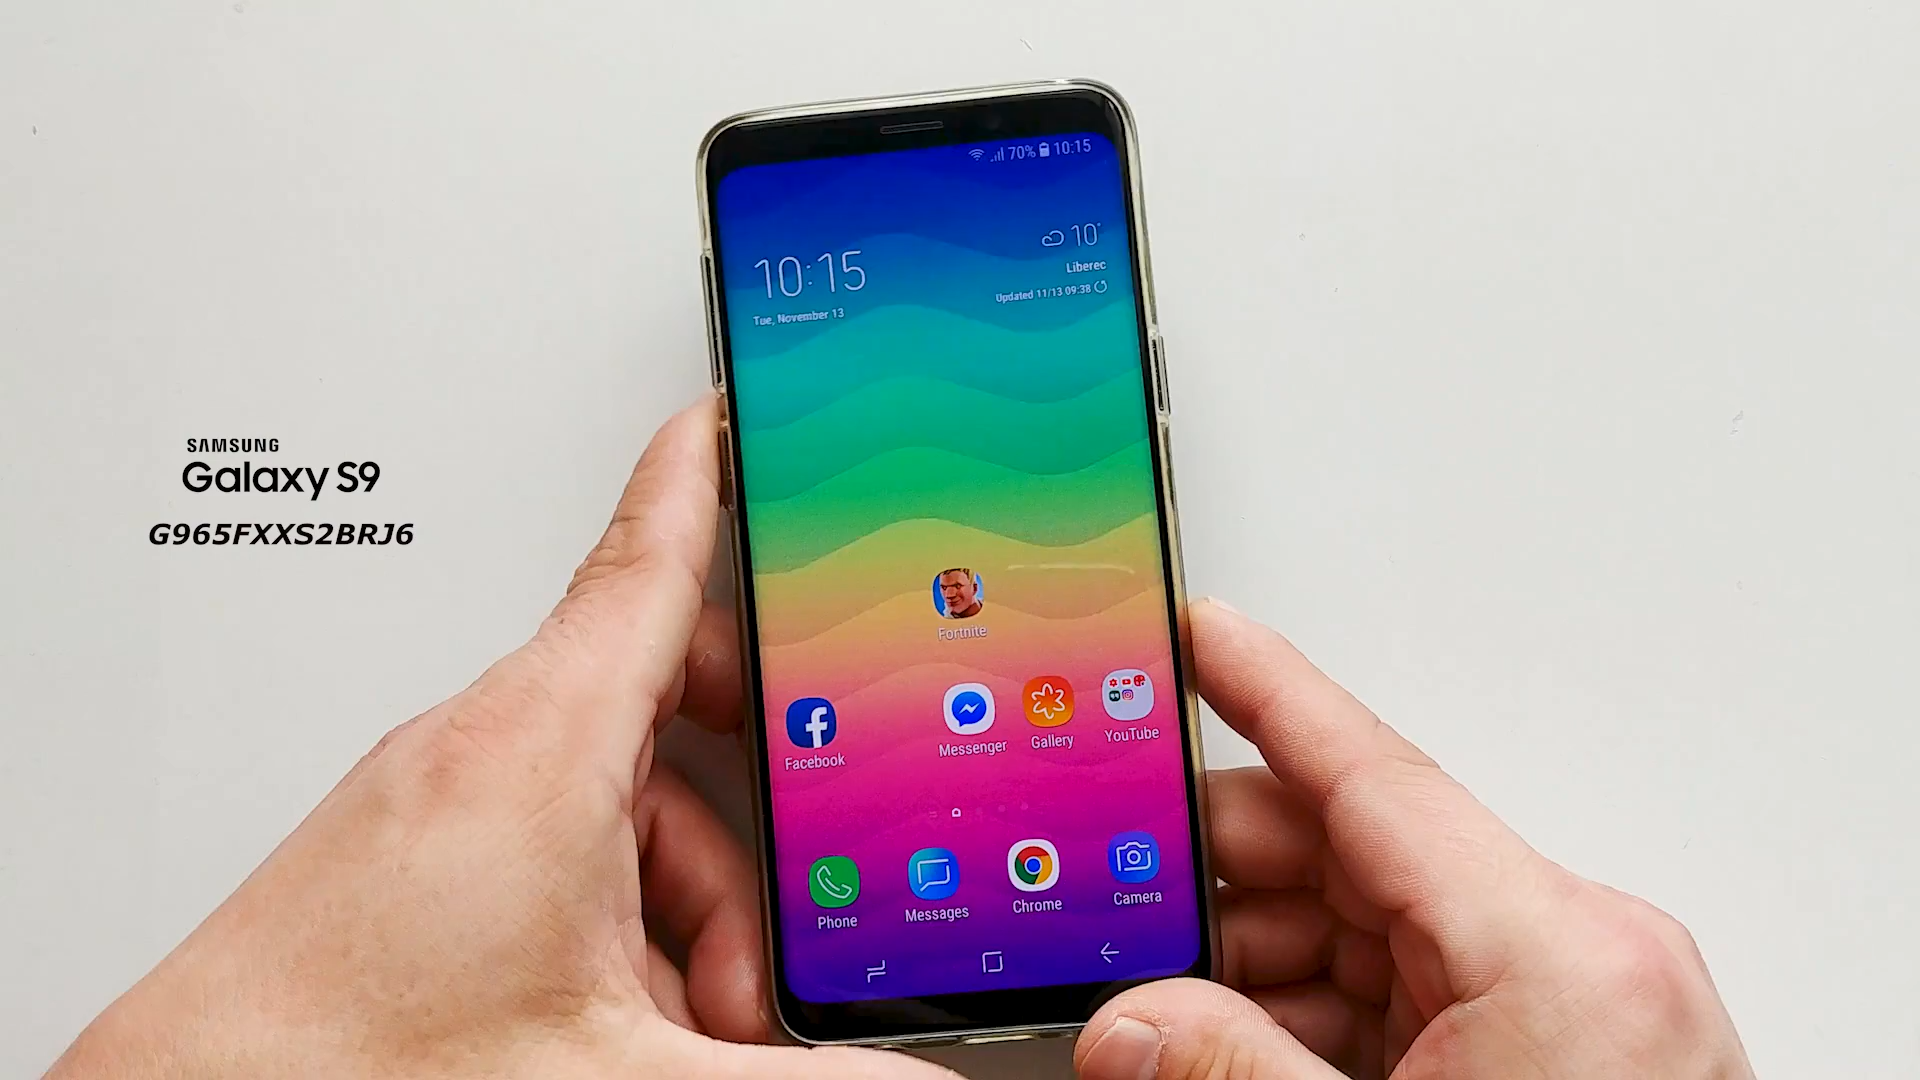 70% 10:15
10°
10:15
Liberec
Updated 11/13 09:38
Tue, November 13
SAMSUNG
Galaxy S9
G965FXXS2BRJ6
Fortnite
Facebook
Messenger
Gallery
YouTube
Phone
Messages
Chrome
Camera